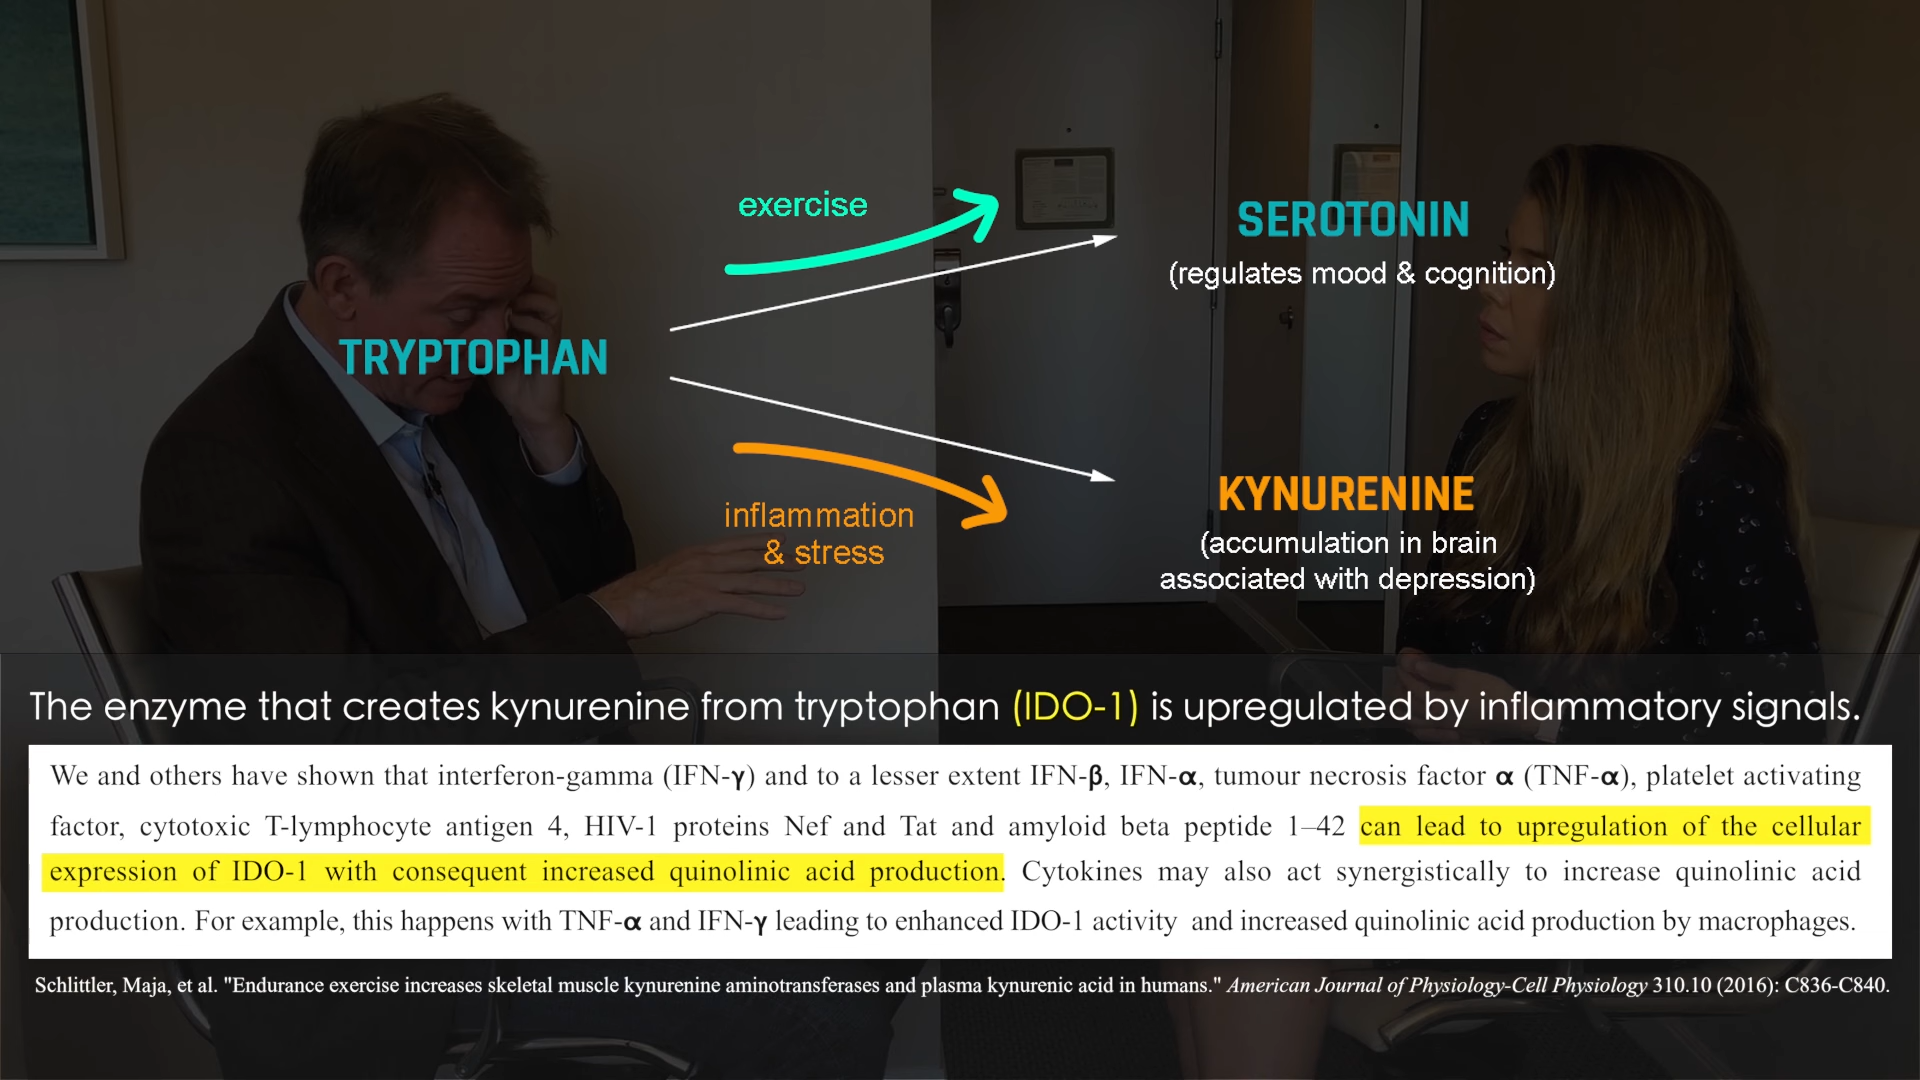 exercise
SEROTONIN
(regulates mood & cognition)
TRYPTOPHAN
inflammation
& stress
KYNURENINE
(accumulation in brain
associated with depression)
The enzyme that creates kynurenine from tryptophan (IDO-1) is upregulated by inflammatory signals.
We and others have shown that interferon-gamma (IFN-γ) and to a lesser extent IFN-β, IFN-α, tumour necrosis factor α (TNF-α), platelet activating
factor, cytotoxic T-lymphocyte antigen 4, HIV-1 proteins Nef and Tat and amyloid beta peptide 1–42 can lead to upregulation of the cellular
expression of IDO-1 with consequent increased quinolinic acid production. Cytokines may also act synergistically to increase quinolinic acid
production. For example, this happens with TNF-α and IFN-γ leading to enhanced IDO-1 activity and increased quinolinic acid production by macrophages.
Schlittler, Maja, et al. "Endurance exercise increases skeletal muscle kynurenine aminotransferases and plasma kynurenic acid in humans." American Journal of Physiology-Cell Physiology 310.10 (2016): C836-C840.